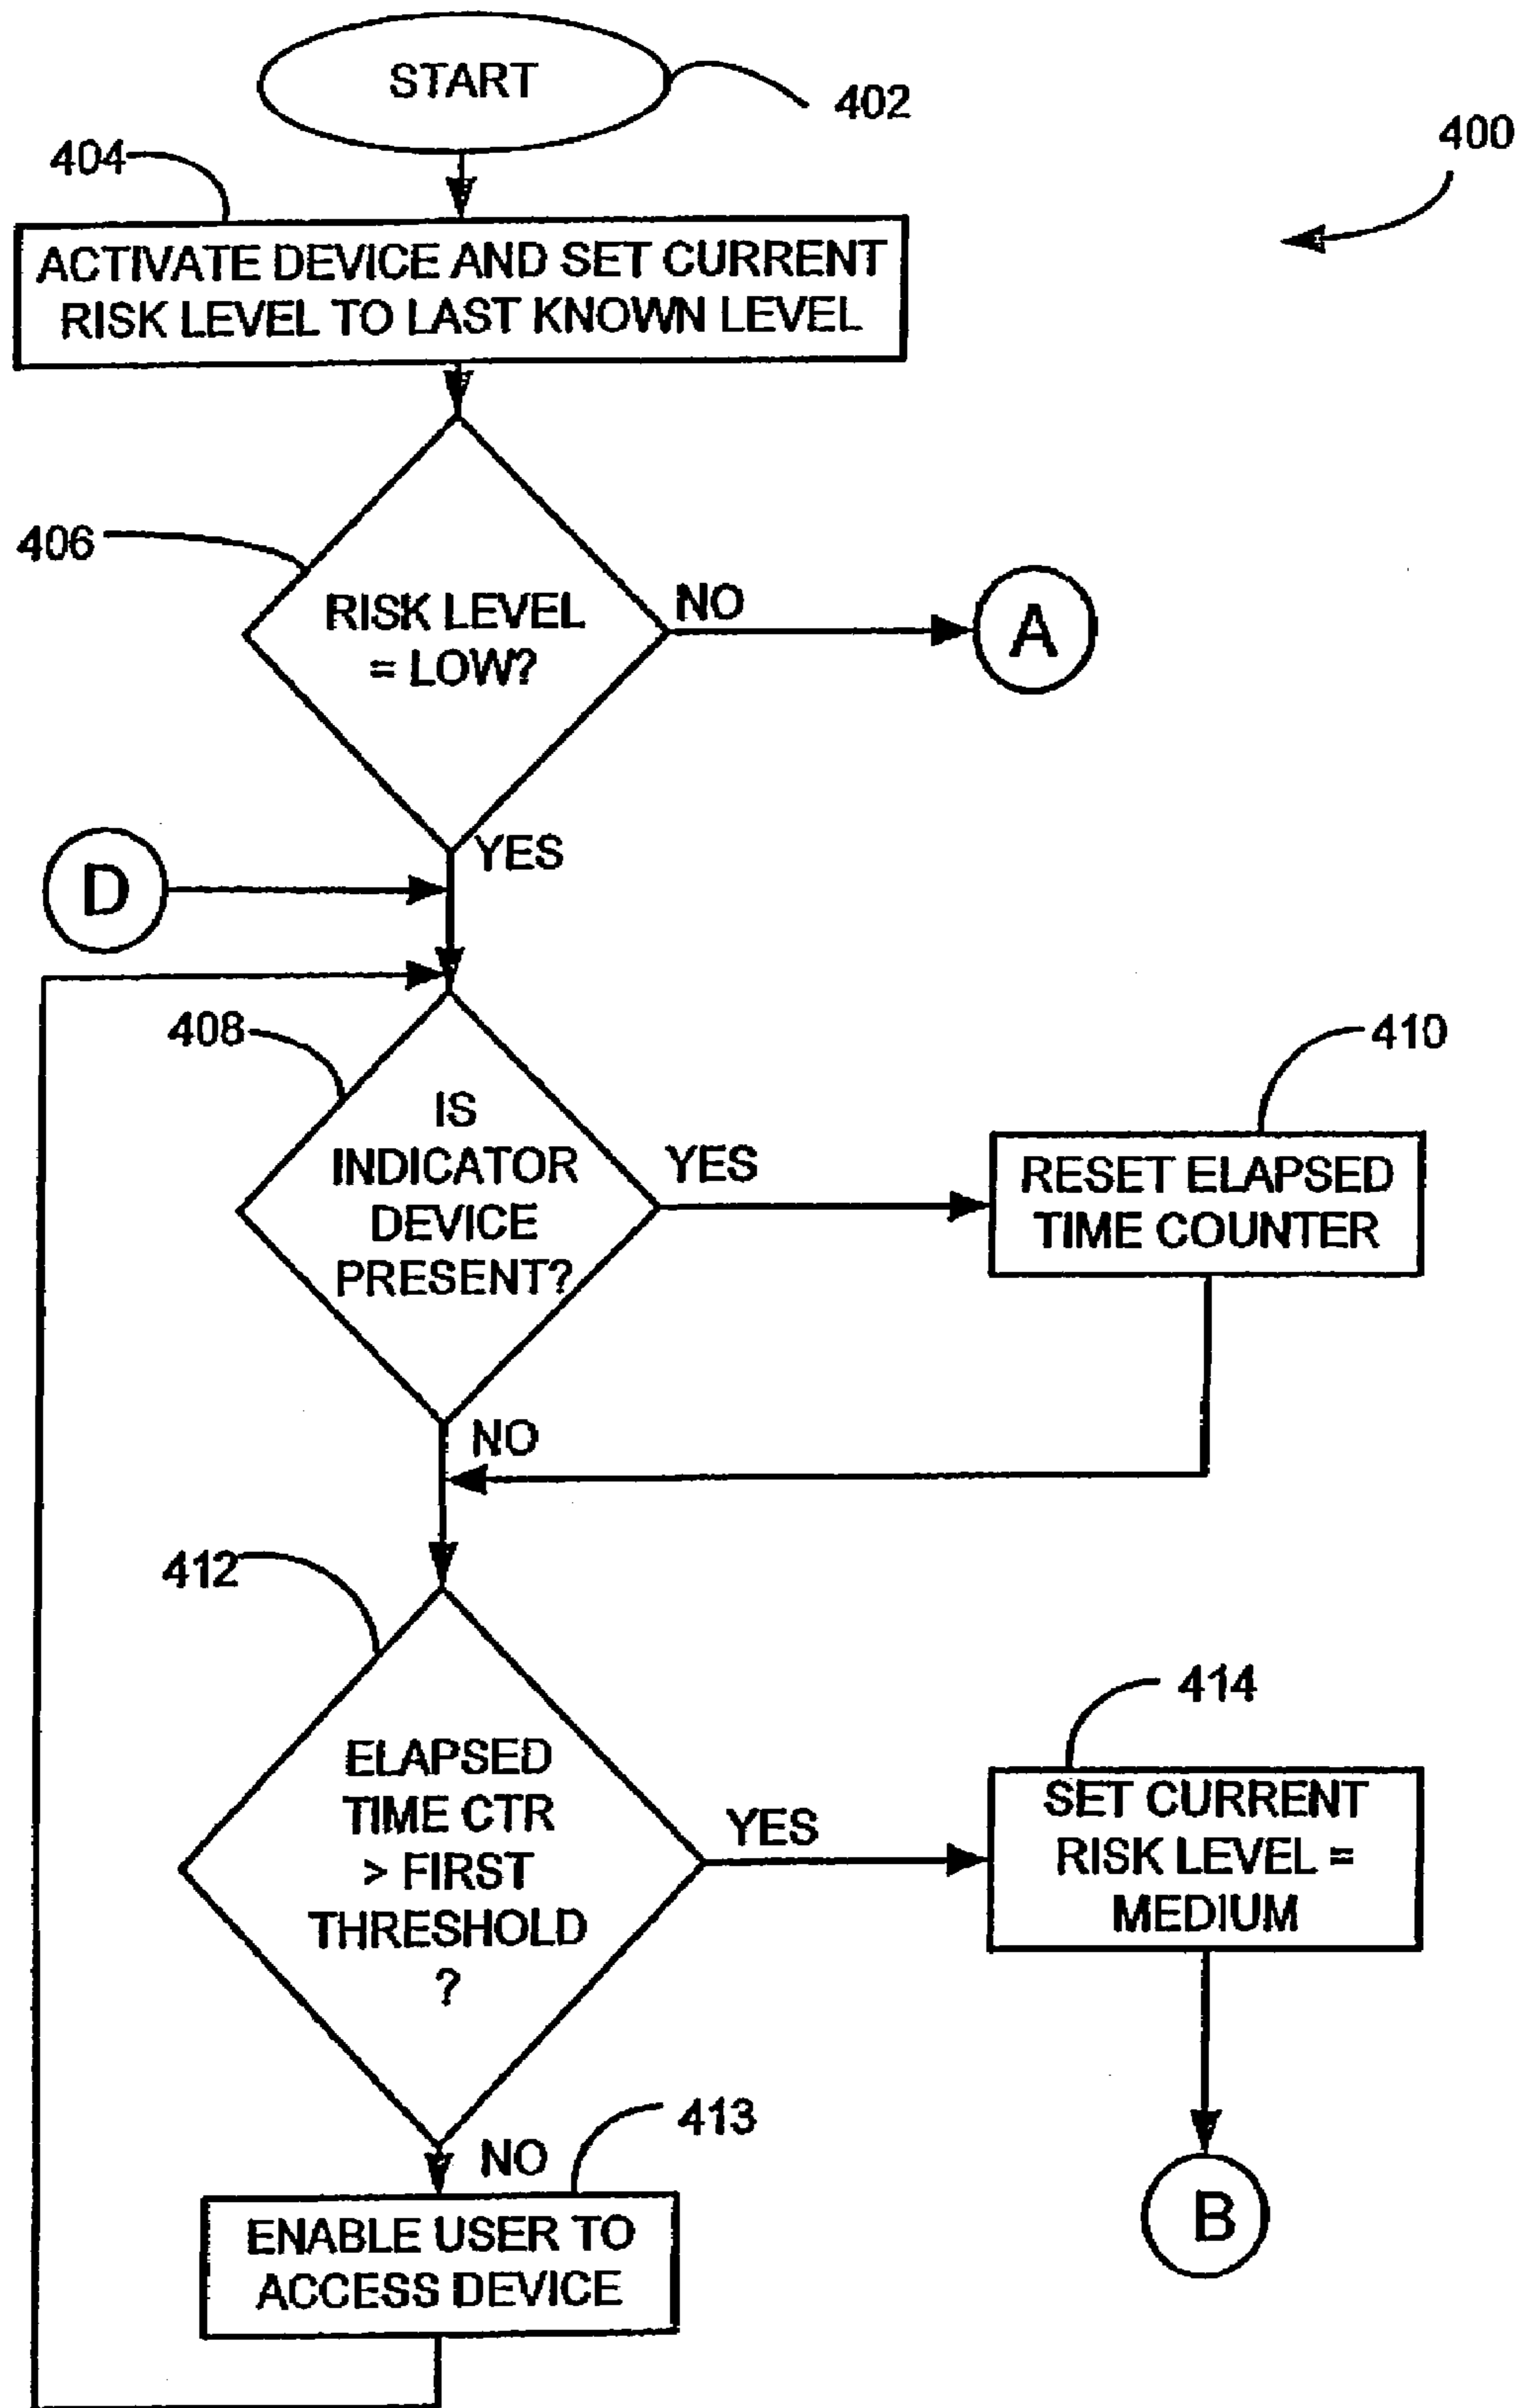 START
402
400
404
ACTIVATE DEVICE AND SET CURRENT
RISK LEVEL TO LAST KNOWN LEVEL
406
RISK LEVEL
= LOW?
NO
A
YES
D
408
IS
INDICATOR
DEVICE
PRESENT?
YES
410
RESET ELAPSED
TIME COUNTER
NO
412
ELAPSED
TIME CTR
> FIRST
THRESHOLD
?
YES
414
SET CURRENT
RISK LEVEL =
MEDIUM
B
NO
413
ENABLE USER TO
ACCESS DEVICE